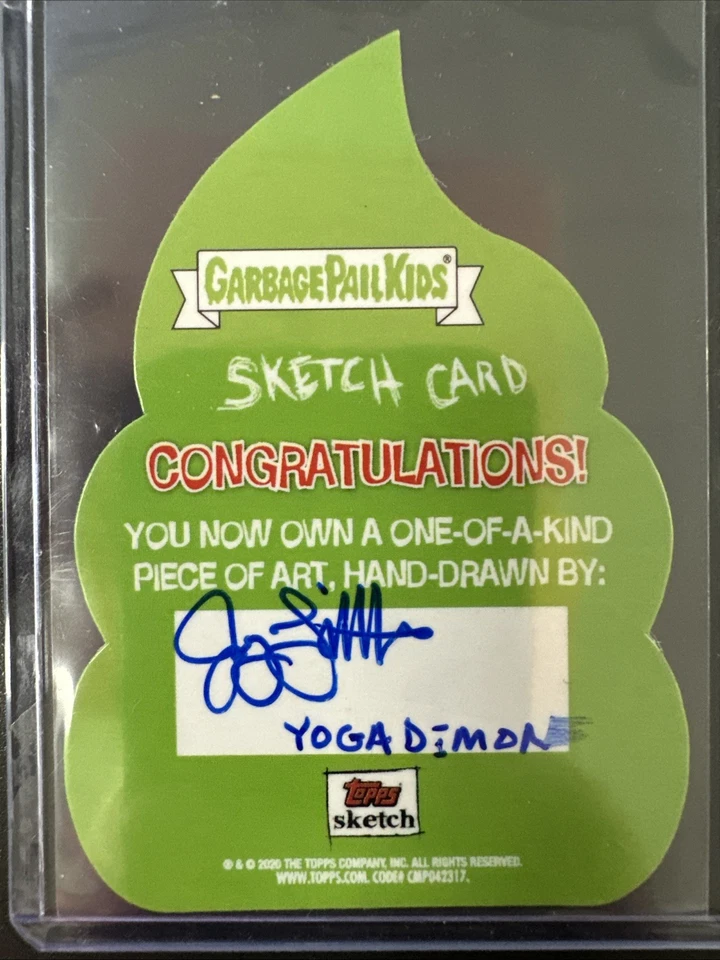 GARBAGE PAIL KIDS®
SKETCH CARD
CONGRATULATIONS!
YOU NOW OWN A ONE-OF-A-KIND
PIECE OF ART, HAND-DRAWN BY:
YOGA DiMON
TOPPS
sketch
® & © 2020 THE TOPPS COMPANY, INC. ALL RIGHTS RESERVED.
WWW.TOPPS.COM. CODE# CMP042317.